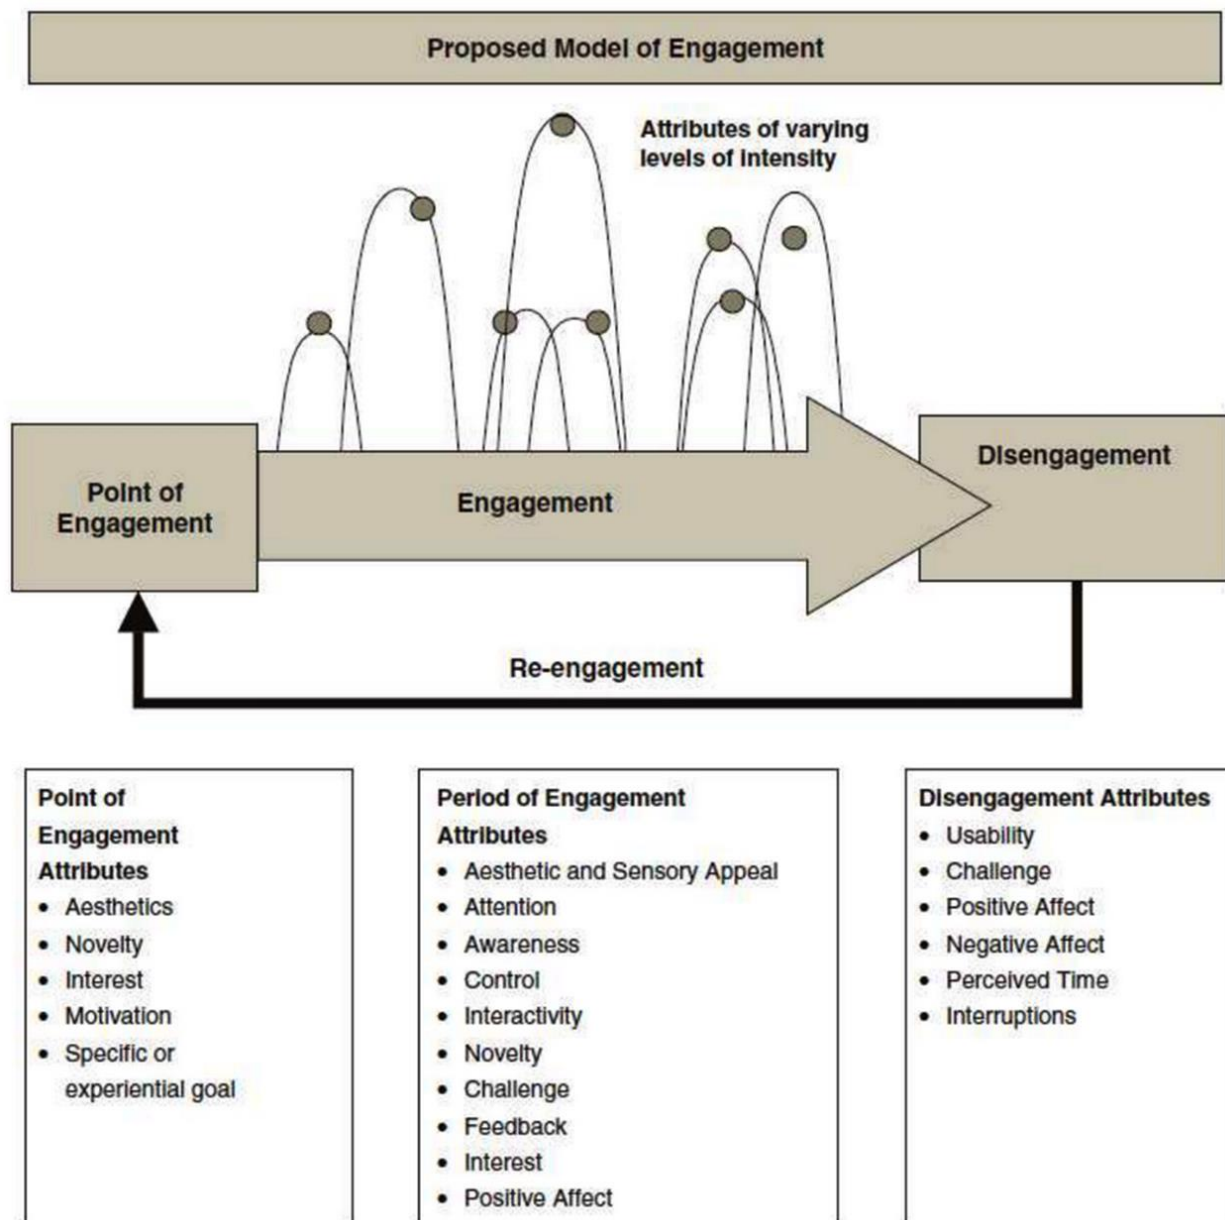 Proposed Model of Engagement
Attributes of varying
levels of intensity
Point of
Engagement
Engagement
Disengagement
Re-engagement
Point of
Engagement
Attributes
• Aesthetics
• Novelty
• Interest
• Motivation
• Specific or
experiential goal
Period of Engagement
Attributes
• Aesthetic and Sensory Appeal
• Attention
• Awareness
• Control
• Interactivity
• Novelty
• Challenge
• Feedback
• Interest
• Positive Affect
Disengagement Attributes
• Usability
• Challenge
• Positive Affect
• Negative Affect
• Perceived Time
• Interruptions